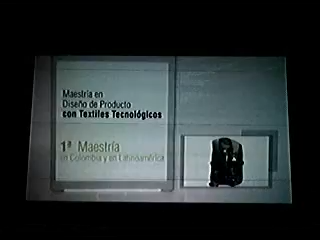 Maestría en
Diseño de Producto
con Textiles Tecnológicos
1ª Maestría
en Colombia y en Latinoamérica